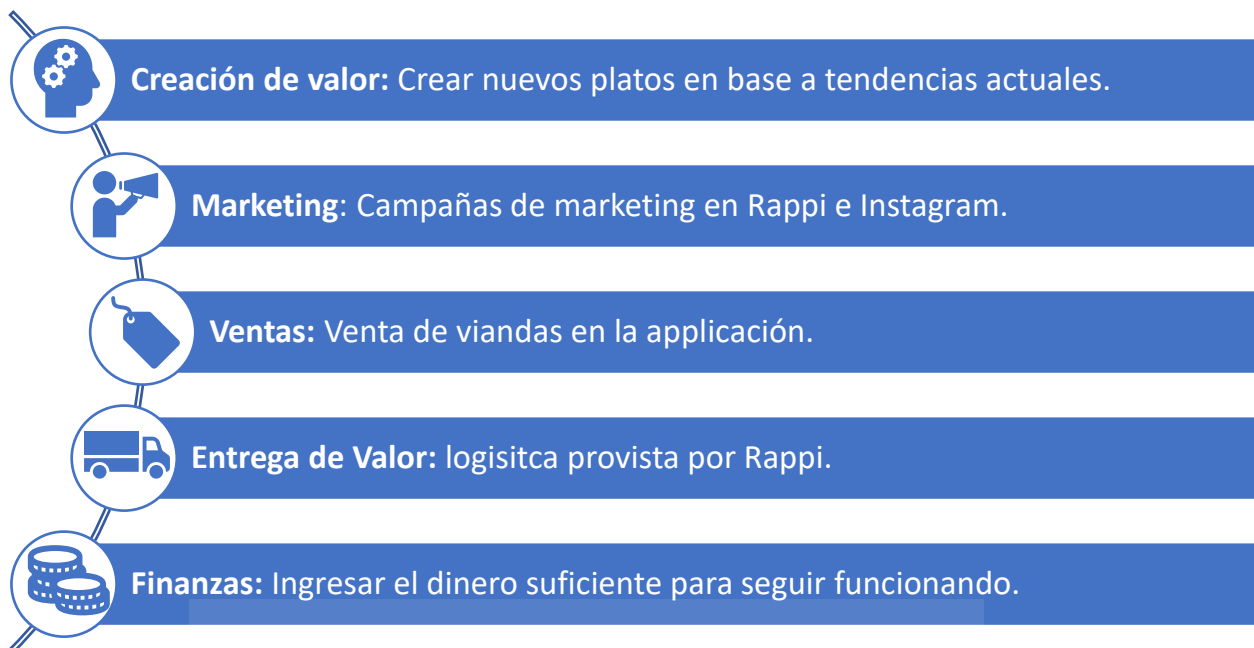 Creación de valor: Crear nuevos platos en base a tendencias actuales.
Marketing: Campañas de marketing en Rappi e Instagram.
Ventas: Venta de viandas en la applicación.
Entrega de Valor: logisitca provista por Rappi.
Finanzas: Ingresar el dinero suficiente para seguir funcionando.